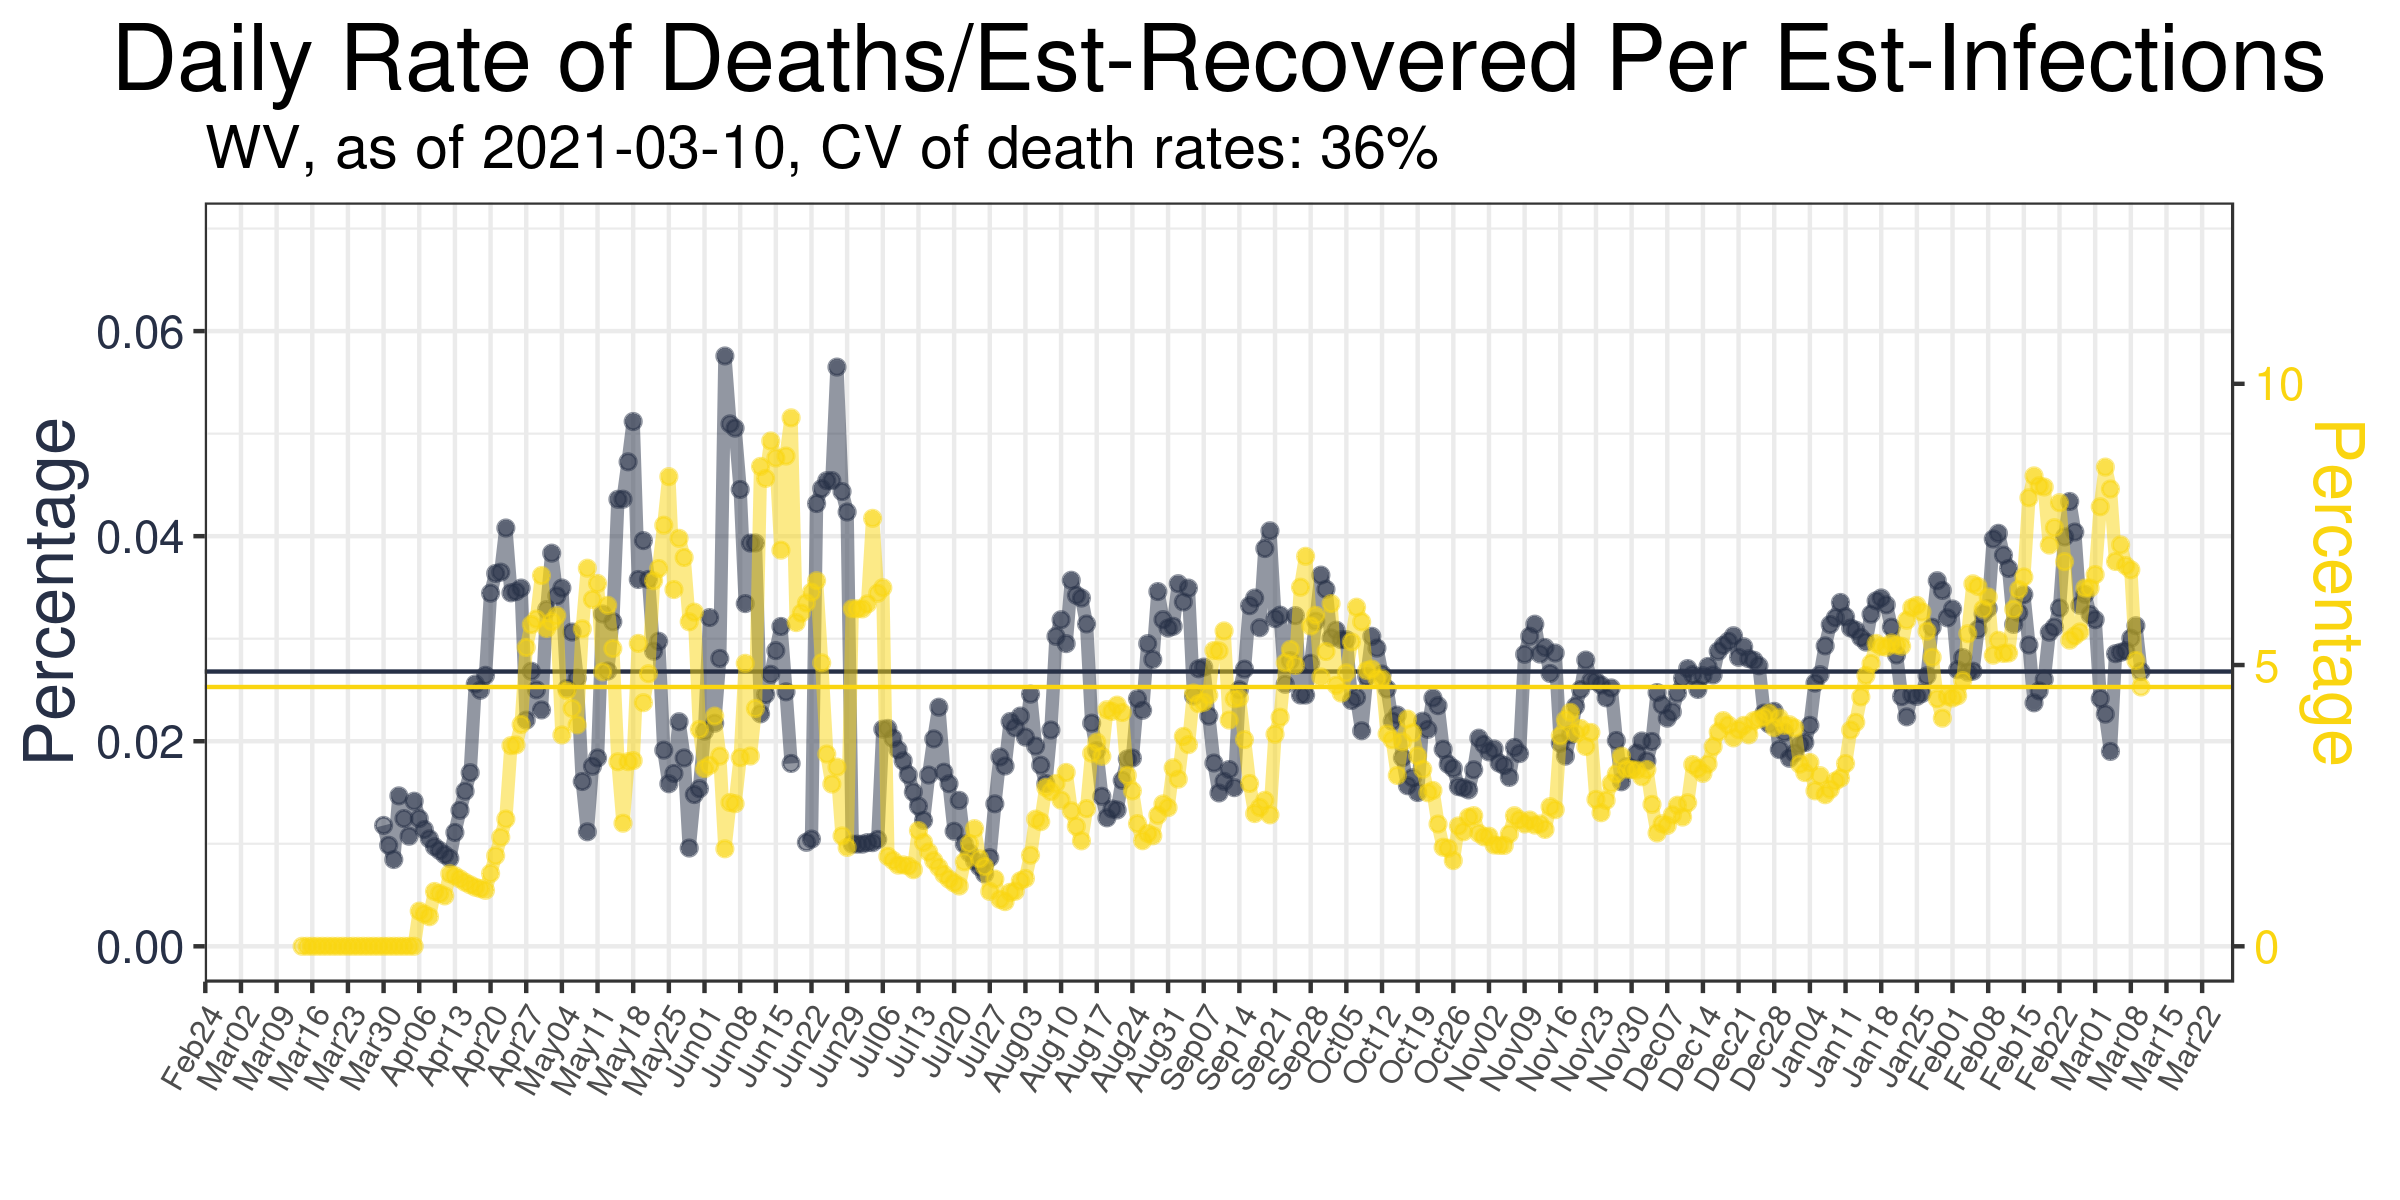 Daily Rate of Deaths/Est-Recovered Per Est-Infections
WV, as of 2021-03-10, CV of death rates: 36%
Percentage
0.06
0.04
0.02
0.00
10
5
0
Percentage
Feb24
Mar02
Mar09
Mar16
Mar23
Mar30
Apr06
Apr13
Apr20
Apr27
May04
May11
May18
May25
Jun01
Jun08
Jun15
Jun22
Jun29
Jul06
Jul13
Jul20
Jul27
Aug03
Aug10
Aug17
Aug24
Aug31
Sep07
Sep14
Sep21
Sep28
Oct05
Oct12
Oct19
Oct26
Nov02
Nov09
Nov16
Nov23
Nov30
Dec07
Dec14
Dec21
Dec28
Jan04
Jan11
Jan18
Jan25
Feb01
Feb08
Feb15
Feb22
Mar01
Mar08
Mar15
Mar22